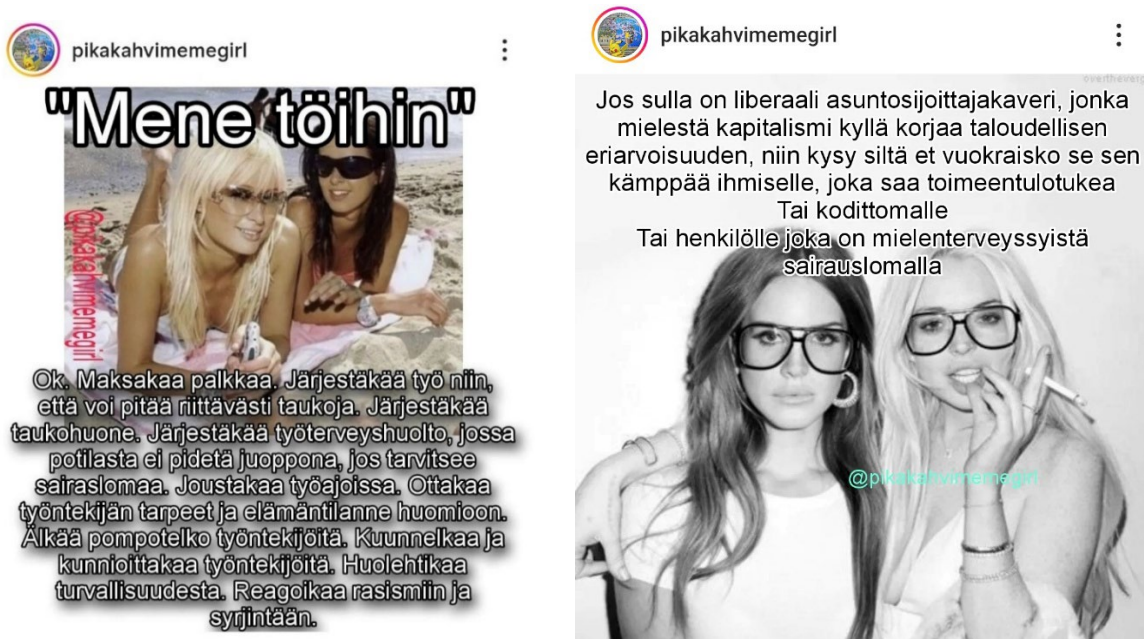 pikakahvimemegirl
"Mene töihin"
@pikakahvimemegirl
Ok. Maksakaa palkkaa. Järjestäkää työ niin,
että voi pitää riittävästi taukoja. Järjestäkää
taukohuone. Järjestäkää työterveyshuolto, jossa
potilasta ei pidetä juoppona, jos tarvitsee
sairaslomaa. Joustakaa työajoissa. Ottakaa
työntekijän tarpeet ja elämäntilanne huomioon.
Älkää pompotelko työntekijöitä. Kuunnelkaa ja
kunnioittakaa työntekijöitä. Huolehtikaa
turvallisuudesta. Reagoikaa rasismiin ja
syrjintään.
pikakahvimemegirl
Jos sulla on liberaali asuntosijoittajakaveri, jonka
mielestä kapitalismi kyllä korjaa taloudellisen
eriarvoisuuden, niin kysy siltä et vuokraisko se sen
kämppää ihmiselle, joka saa toimeentulotukea
Tai kodittomalle
Tai henkilölle joka on mielenterveyssyistä
sairauslomalla
@pikakahvimemegirl